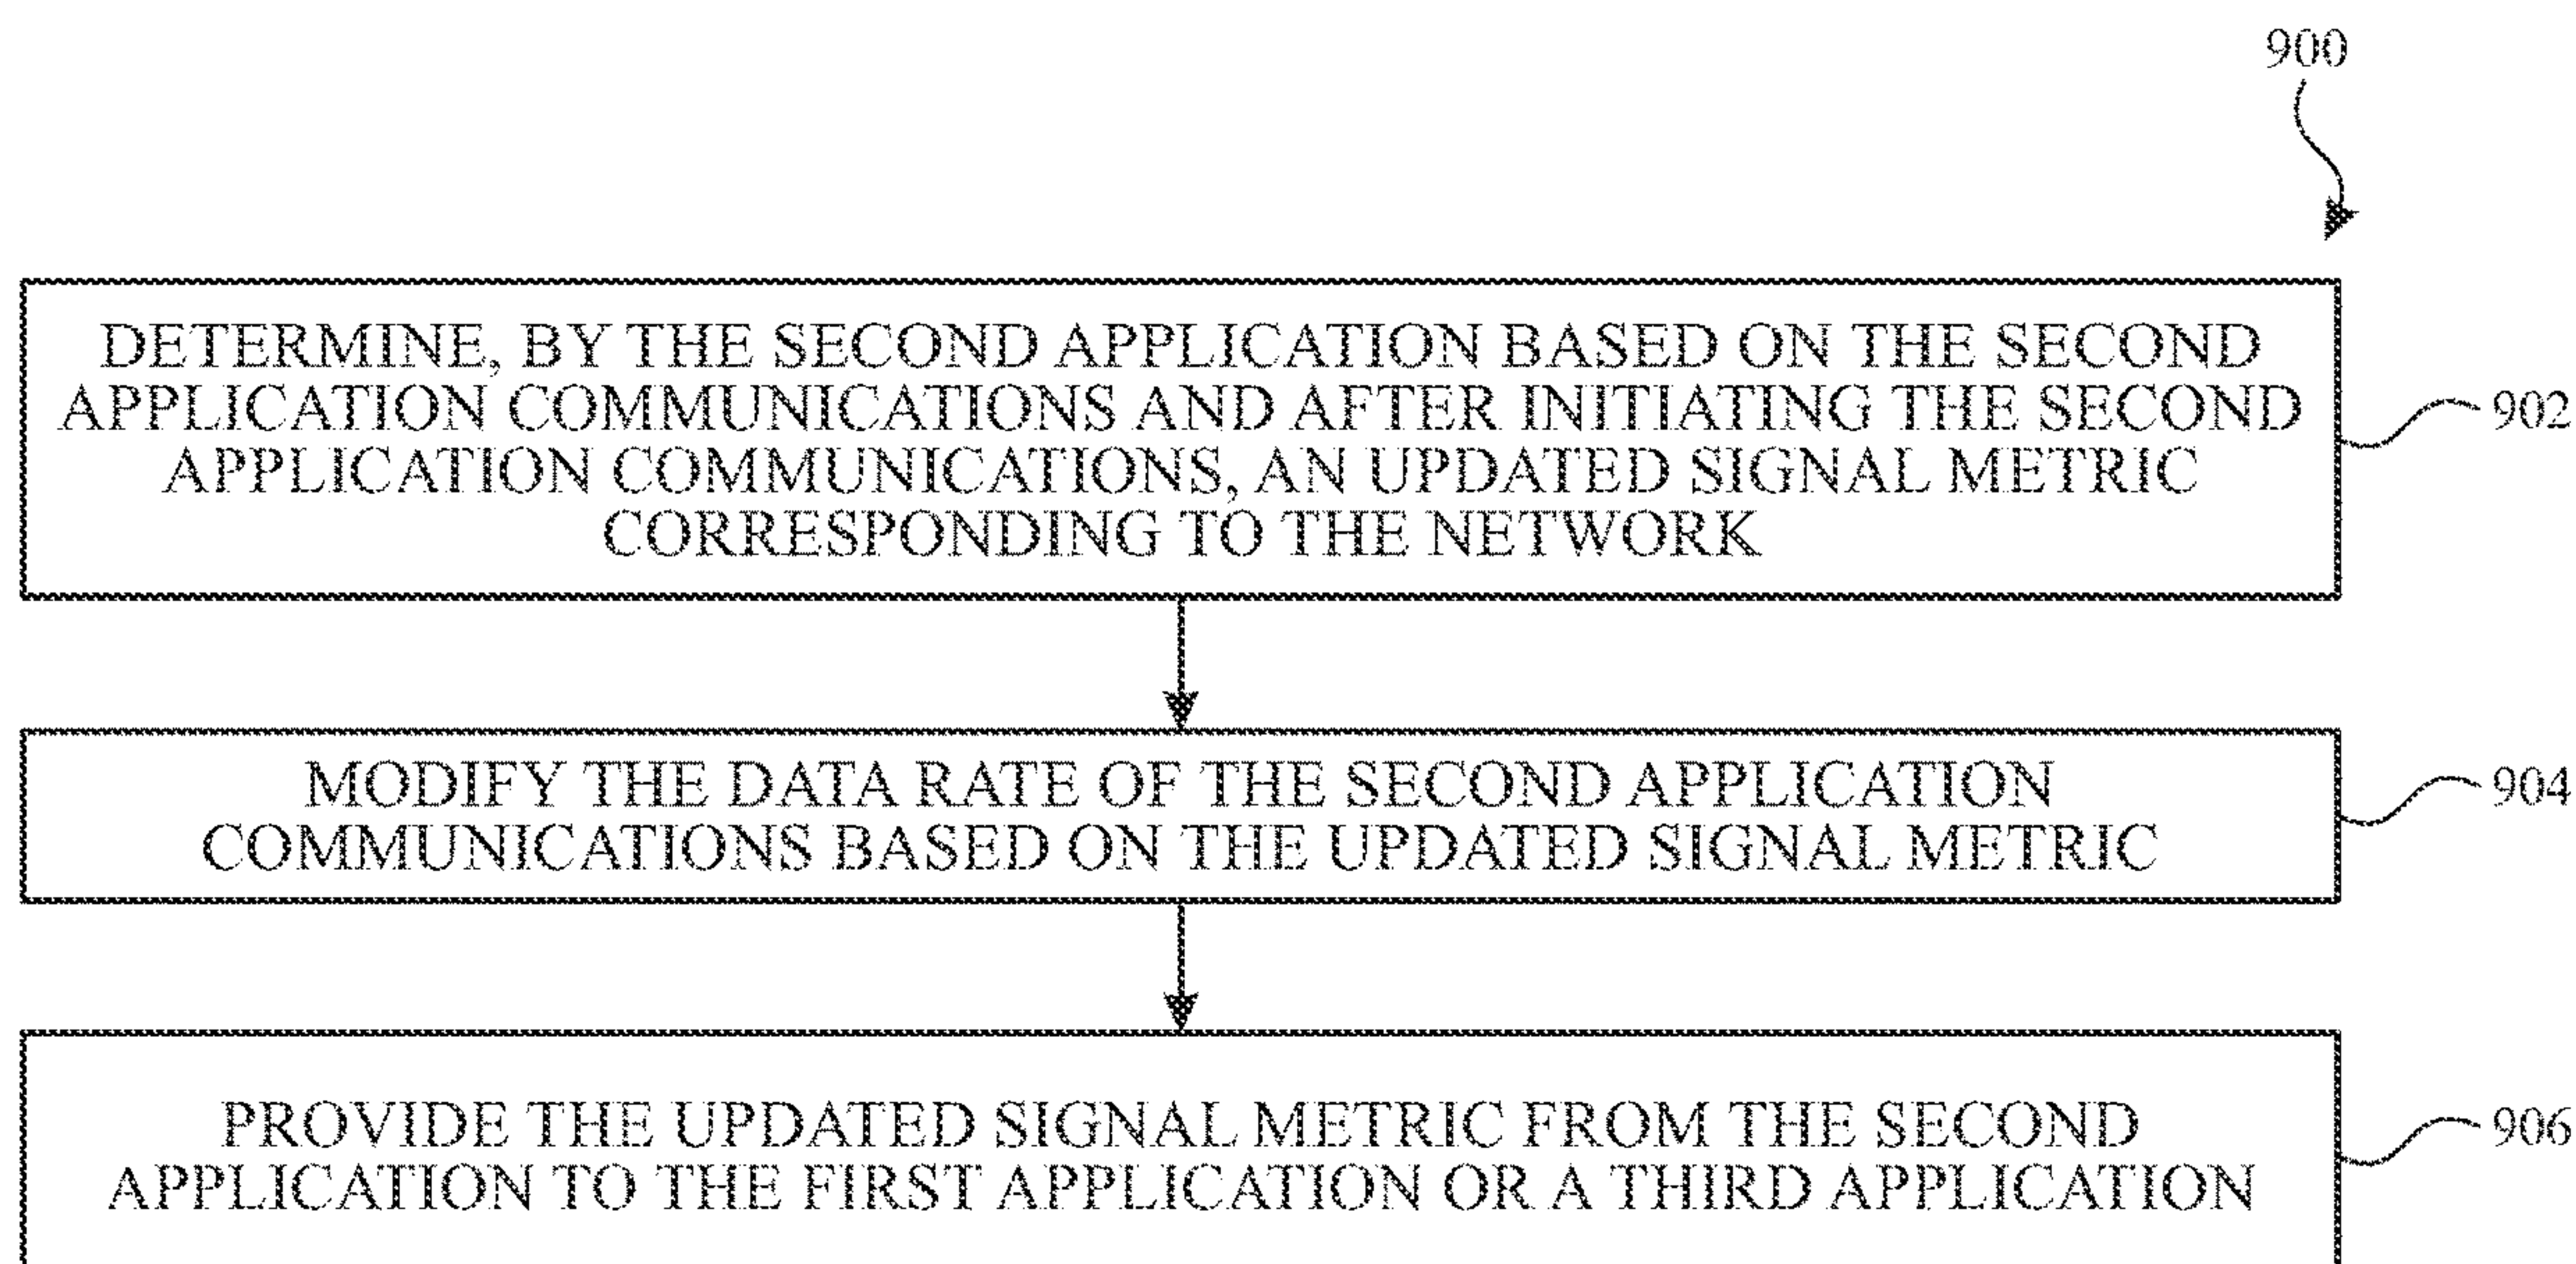 900
DETERMINE, BY THE SECOND APPLICATION BASED ON THE SECOND
APPLICATION COMMUNICATIONS AND AFTER INITIATING THE SECOND
APPLICATION COMMUNICATIONS, AN UPDATED SIGNAL METRIC
CORRESPONDING TO THE NETWORK
902
MODIFY THE DATA RATE OF THE SECOND APPLICATION
COMMUNICATIONS BASED ON THE UPDATED SIGNAL METRIC
904
PROVIDE THE UPDATED SIGNAL METRIC FROM THE SECOND
APPLICATION TO THE FIRST APPLICATION OR A THIRD APPLICATION
906